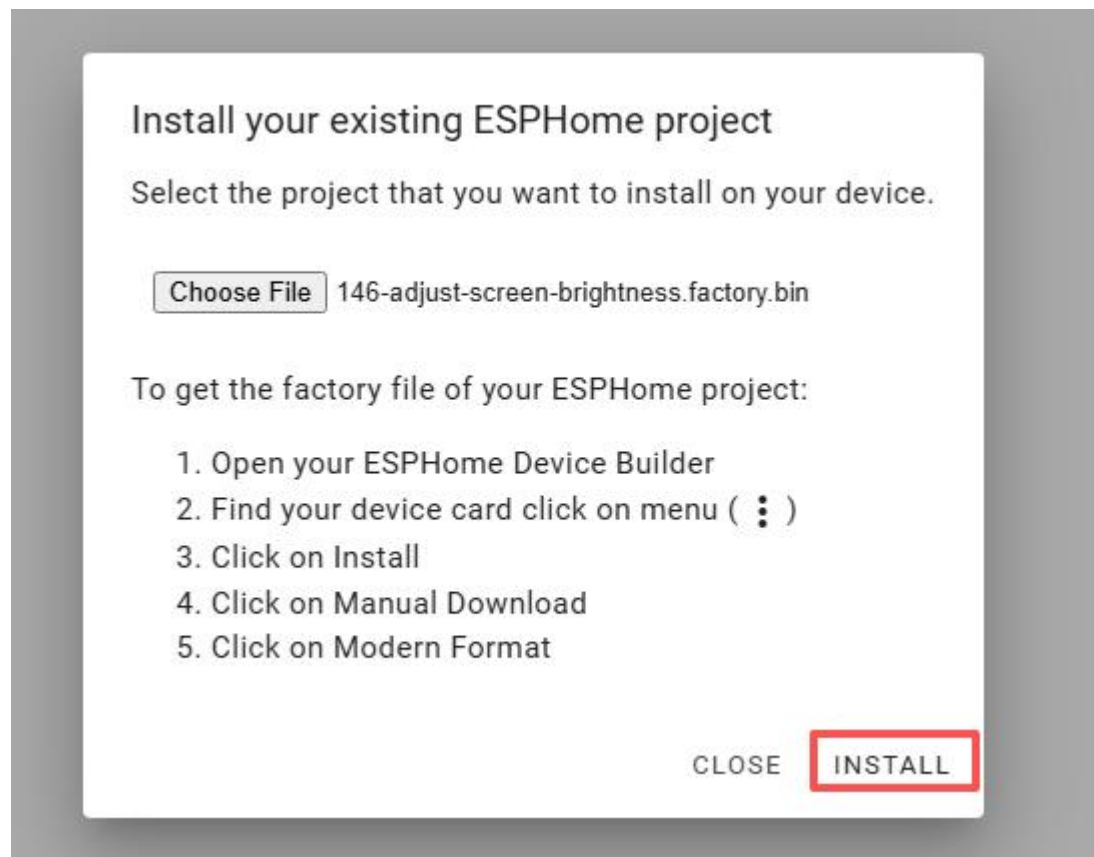 Install your existing ESPHome project
Select the project that you want to install on your device.
Choose File 146-adjust-screen-brightness.factory.bin
To get the factory file of your ESPHome project:
1. Open your ESPHome Device Builder
2. Find your device card click on menu ( ⋮ )
3. Click on Install
4. Click on Manual Download
5. Click on Modern Format
CLOSE INSTALL